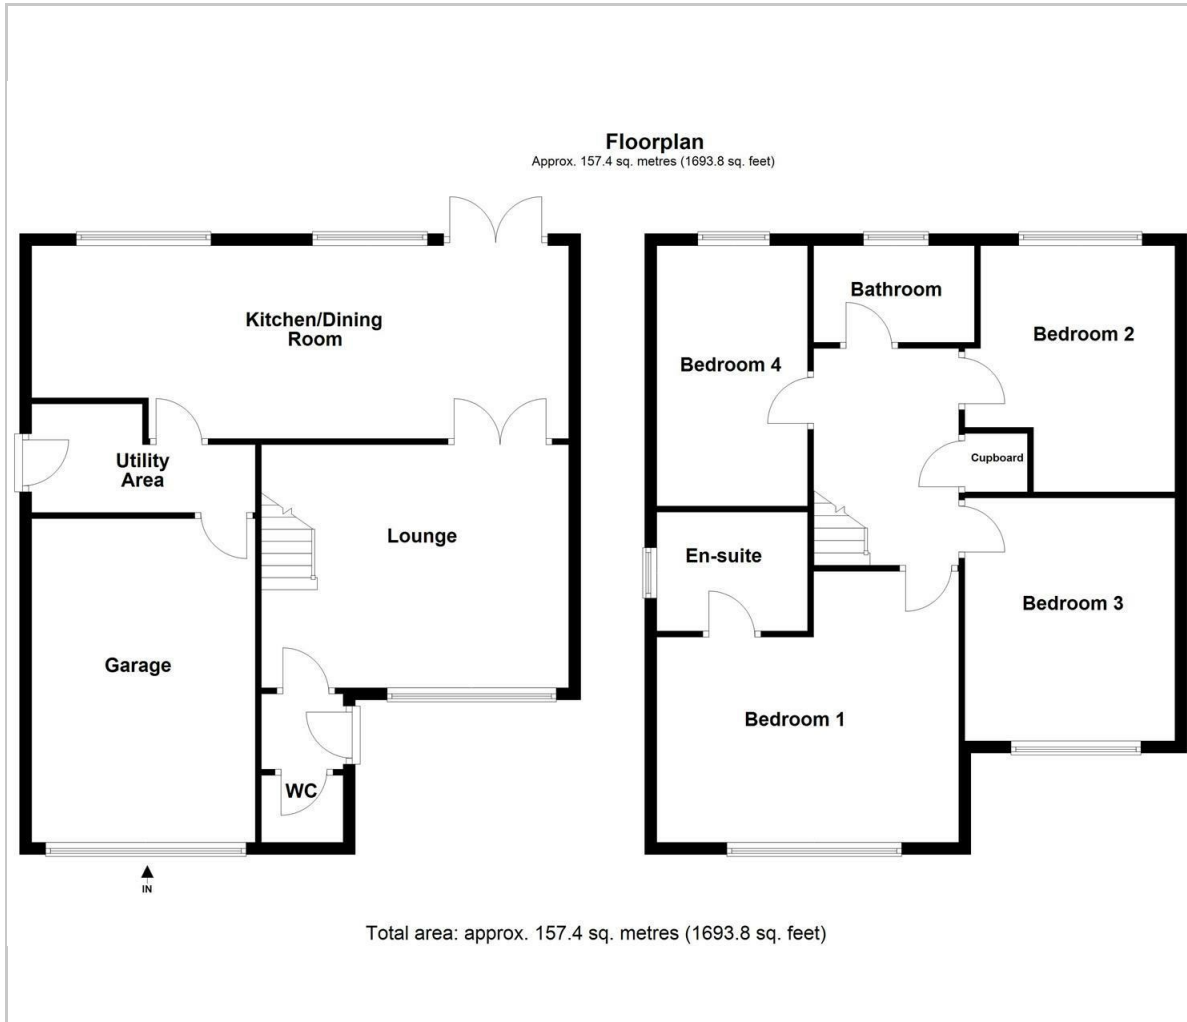 Floorplan
Approx. 157.4 sq. metres (1693.8 sq. feet)
Kitchen/Dining
Room
Utility
Area
Lounge
Garage
WC
IN
Bathroom
Bedroom 2
Bedroom 4
Cupboard
En-suite
Bedroom 3
Bedroom 1
Total area: approx. 157.4 sq. metres (1693.8 sq. feet)